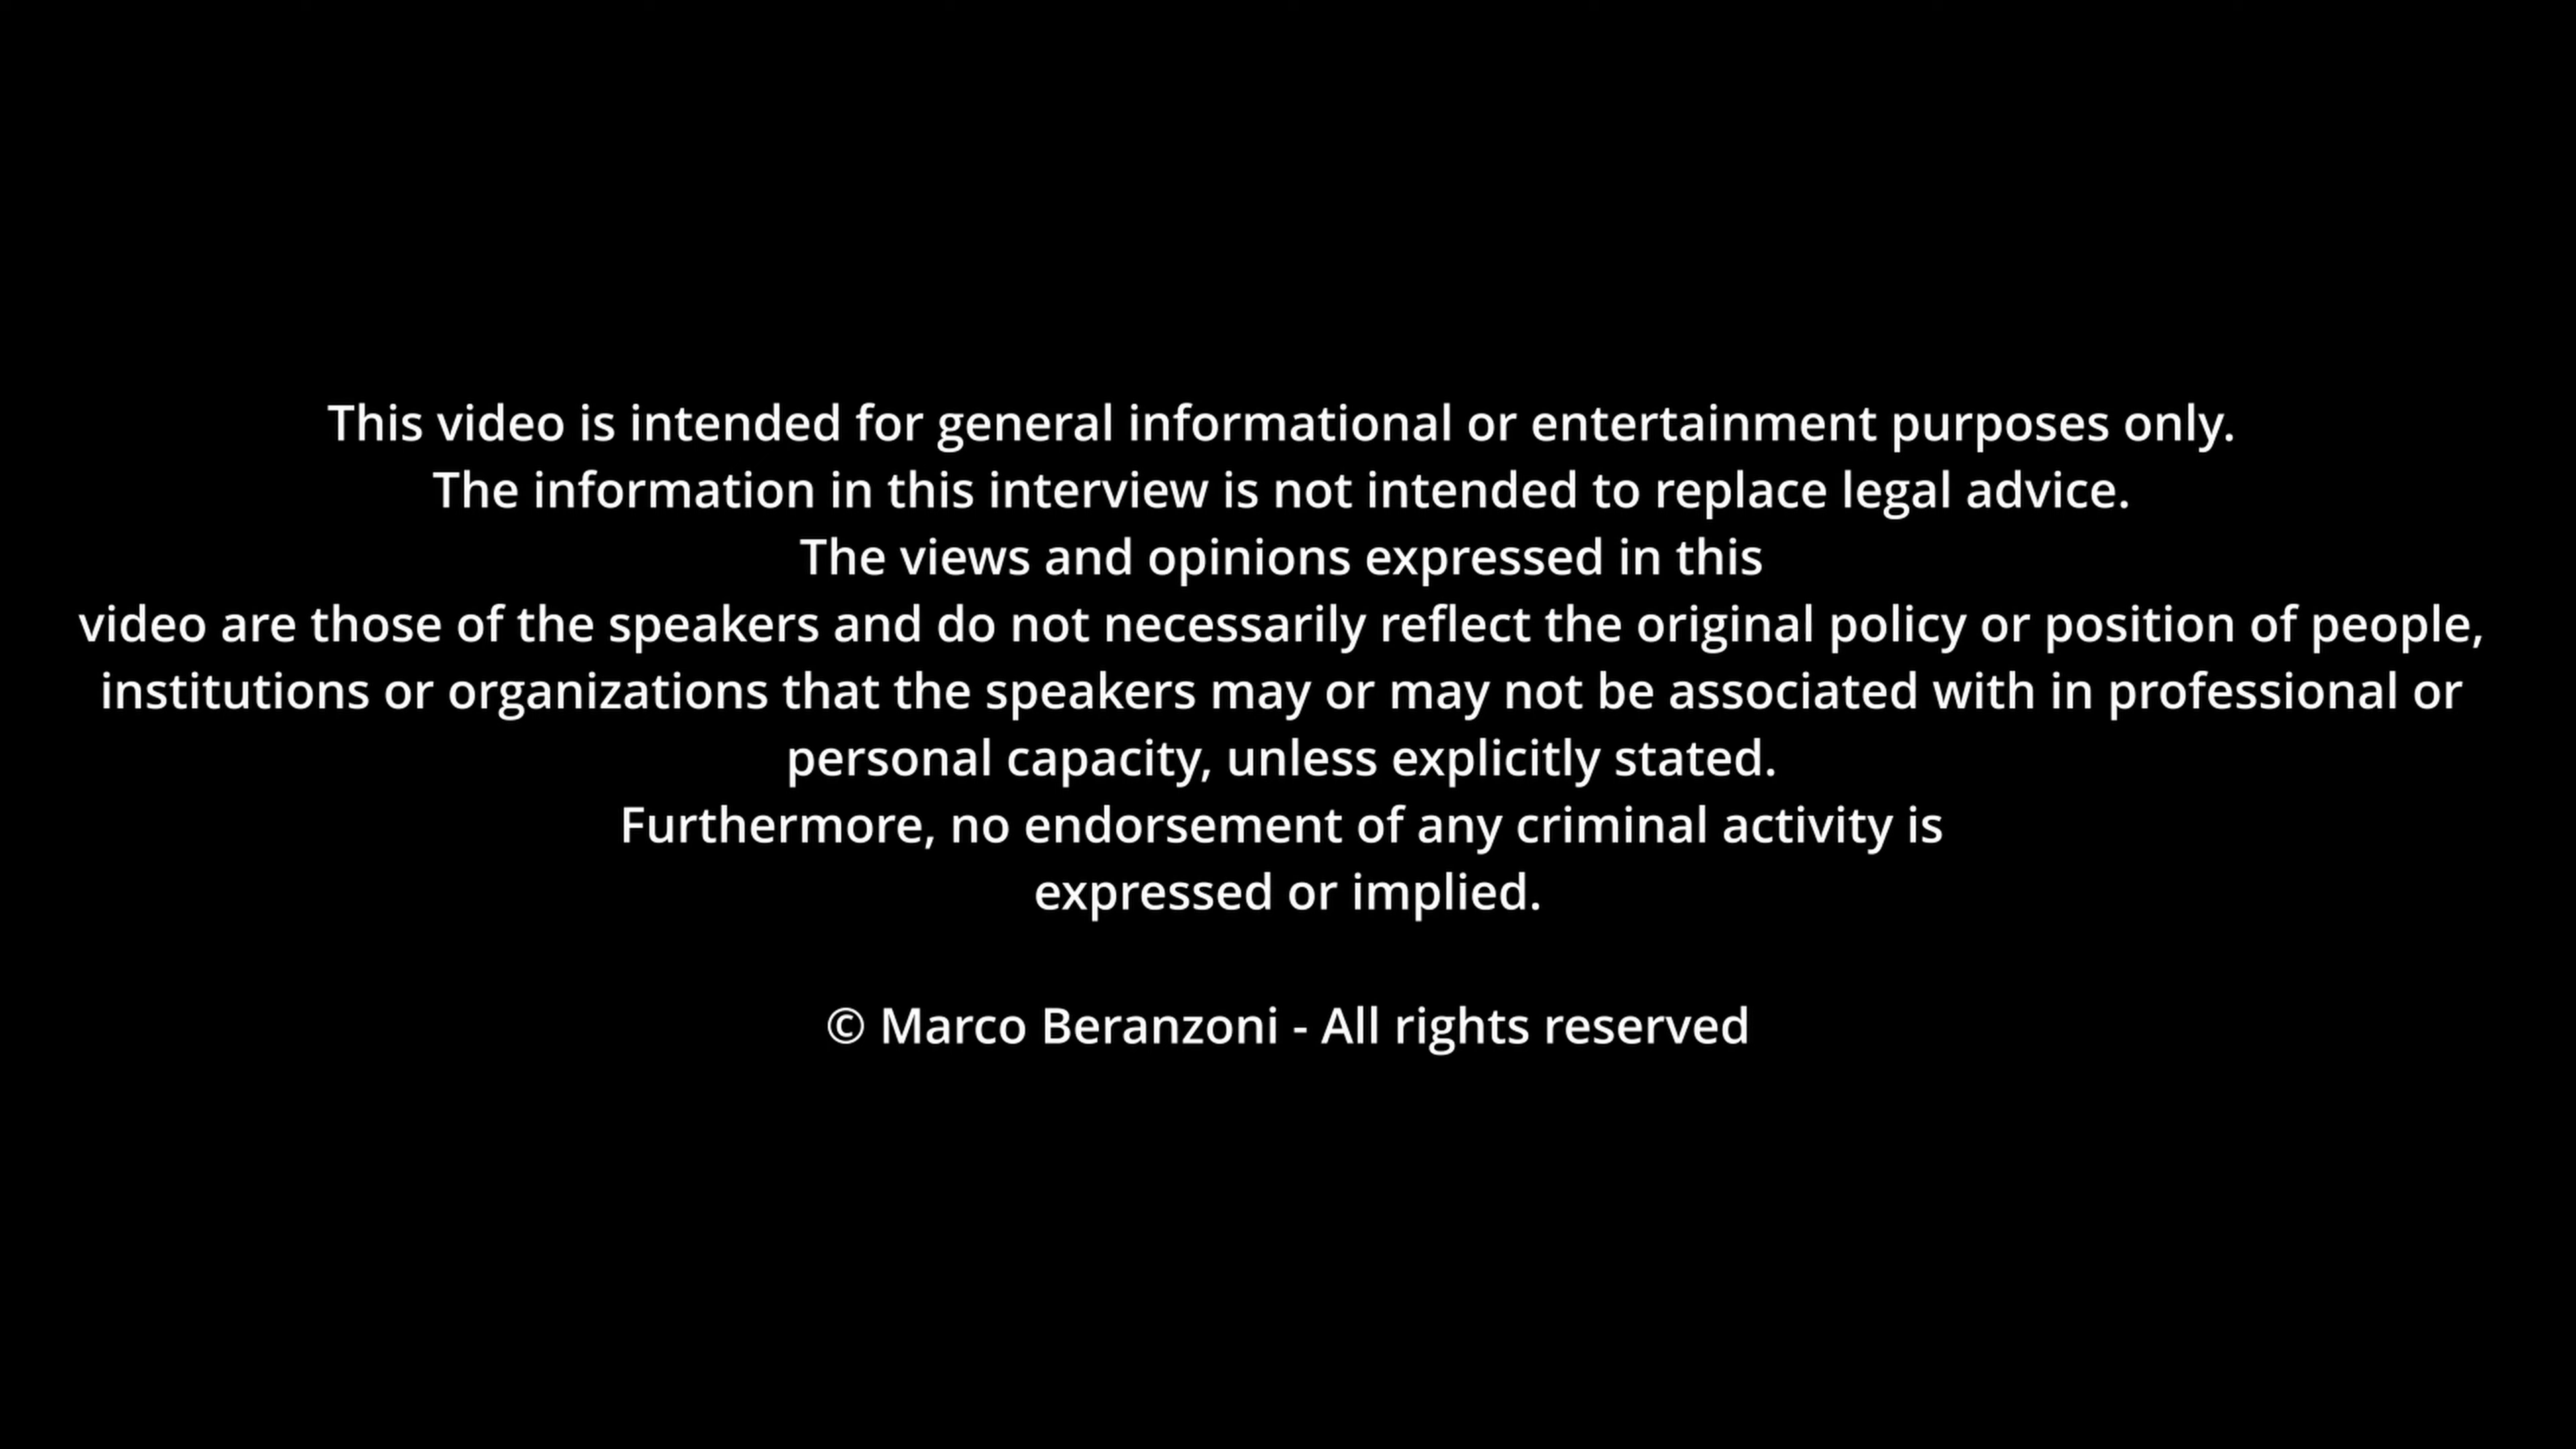 This video is intended for general informational or entertainment purposes only.
The information in this interview is not intended to replace legal advice.
The views and opinions expressed in this
video are those of the speakers and do not necessarily reflect the original policy or position of people,
institutions or organizations that the speakers may or may not be associated with in professional or
personal capacity, unless explicitly stated.
Furthermore, no endorsement of any criminal activity is
expressed or implied.
© Marco Beranzoni - All rights reserved